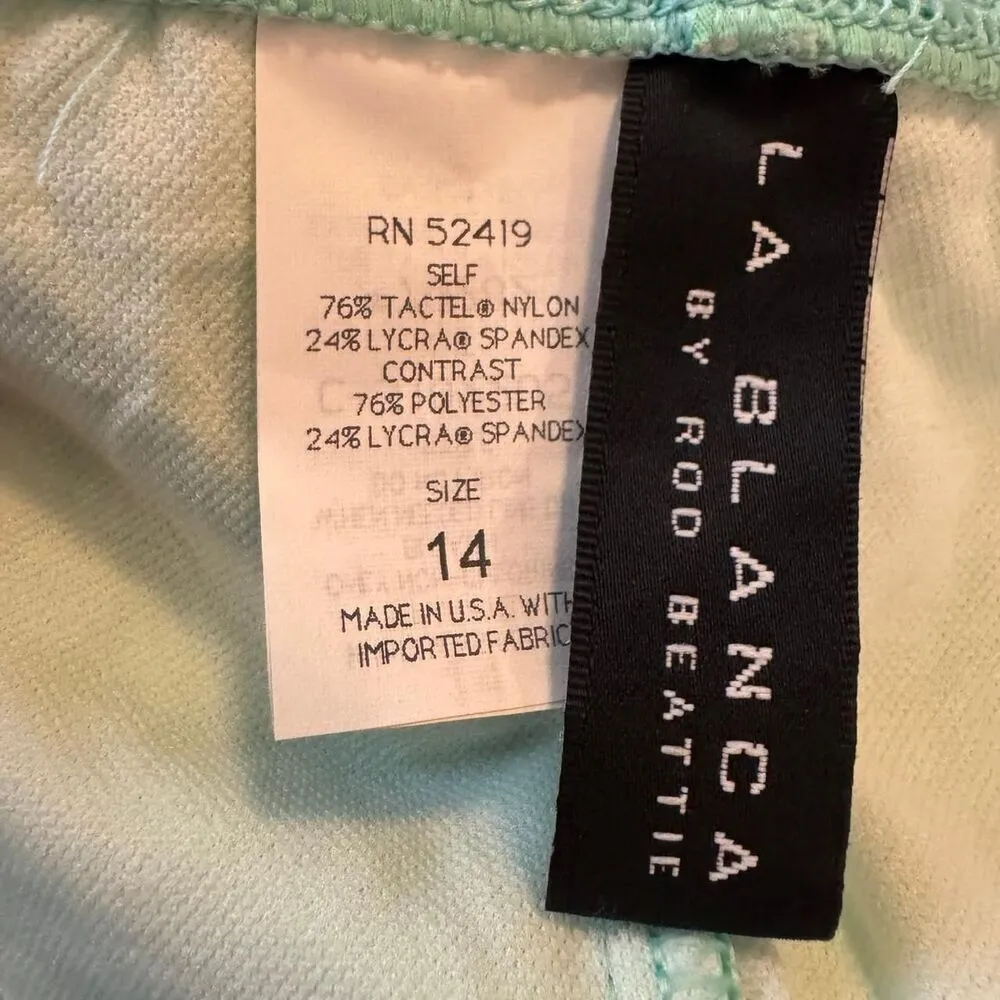 RN 52419
SELF
76% TACTEL® NYLON
24% LYCRA® SPANDEX
CONTRAST
76% POLYESTER
24% LYCRA® SPANDEX
SIZE
14
MADE IN U.S.A. WITH
IMPORTED FABRIC
LA BLANCA
BY ROD BEATTIE